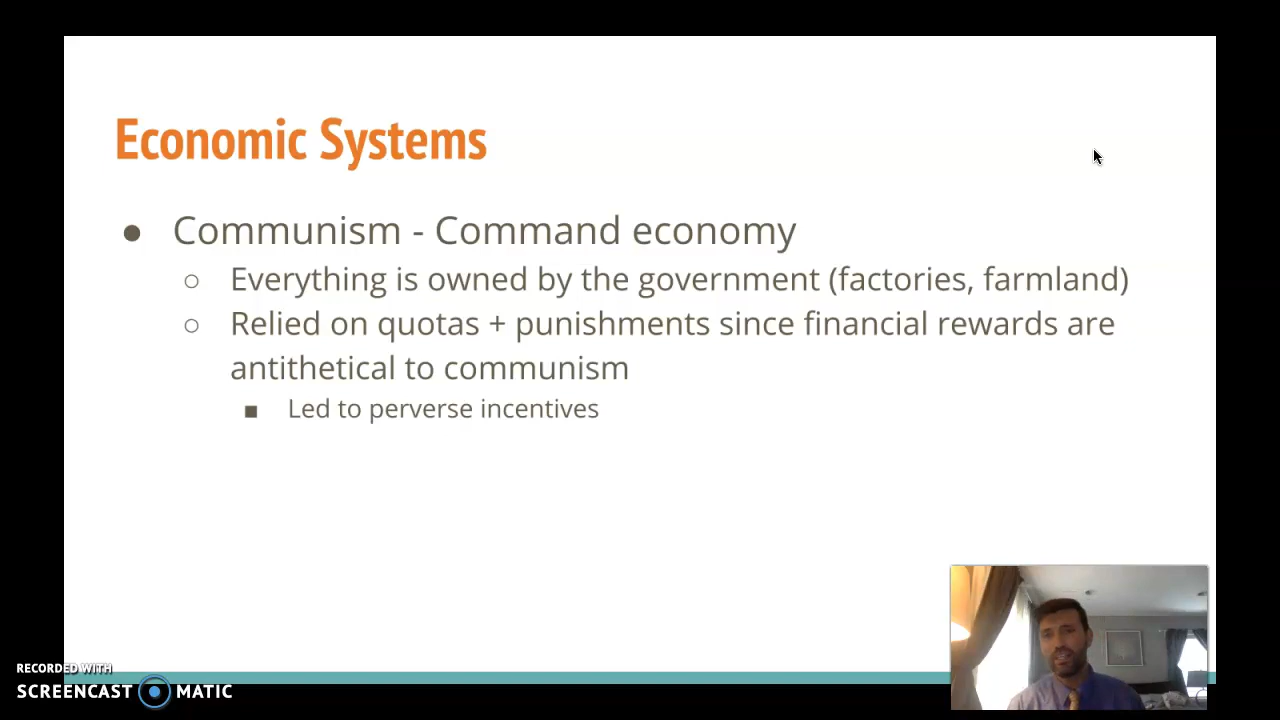 Economic Systems
● Communism - Command economy
○ Everything is owned by the government (factories, farmland)
○ Relied on quotas + punishments since financial rewards are
antithetical to communism
■ Led to perverse incentives
RECORDED WITH
SCREENCAST MATIC